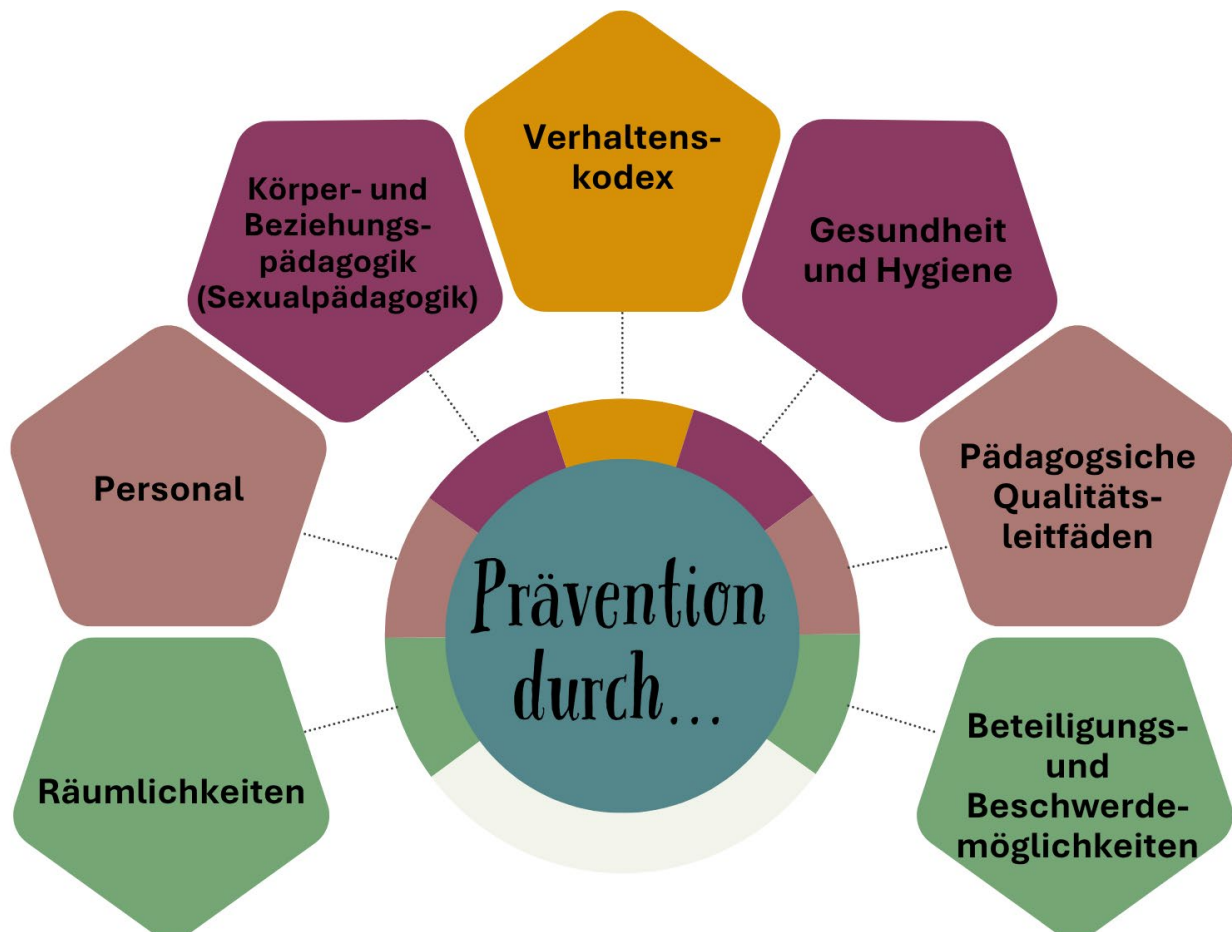 Verhaltens-
kodex
Körper- und
Beziehungs-
pädagogik
(Sexualpädagogik)
Gesundheit
und Hygiene
Personal
Pädagogsiche
Qualitäts-
leitfäden
Prävention
durch...
Räumlichkeiten
Beteiligungs-
und
Beschwerde-
möglichkeiten